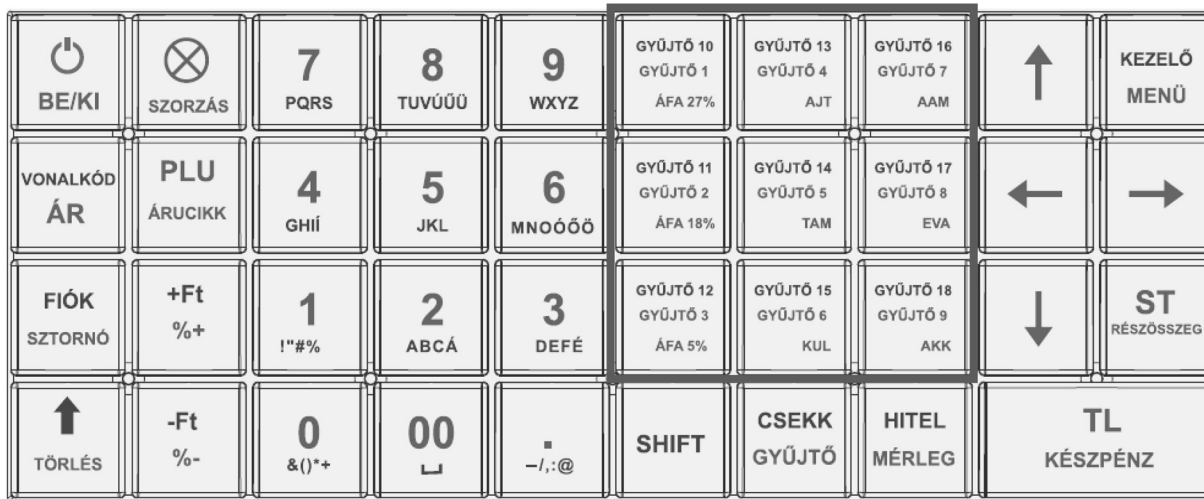 BE/KI
SZORZÁS
7
PQRS
8
TUVÚŰÜ
9
WXYZ
GYŰJTŐ 10
GYŰJTŐ 1
ÁFA 27%
GYŰJTŐ 13
GYŰJTŐ 4
AJT
GYŰJTŐ 16
GYŰJTŐ 7
AAM
KEZELŐ
MENÜ
VONALKÓD
ÁR
PLU
ÁRUCIKK
4
GHIÍ
5
JKL
6
MNOÓŐÖ
GYŰJTŐ 11
GYŰJTŐ 2
ÁFA 18%
GYŰJTŐ 14
GYŰJTŐ 5
TAM
GYŰJTŐ 17
GYŰJTŐ 8
EVA
FIÓK
SZTORNÓ
+Ft
%+
1
!"#%
2
ABCÁ
3
DEFÉ
GYŰJTŐ 12
GYŰJTŐ 3
ÁFA 5%
GYŰJTŐ 15
GYŰJTŐ 6
KUL
GYŰJTŐ 18
GYŰJTŐ 9
AKK
ST
RÉSZÖSSZEG
TÖRLÉS
-Ft
%-
0
&()*+
00
.
–/,:@
SHIFT
CSEKK
GYŰJTŐ
HITEL
MÉRLEG
TL
KÉSZPÉNZ